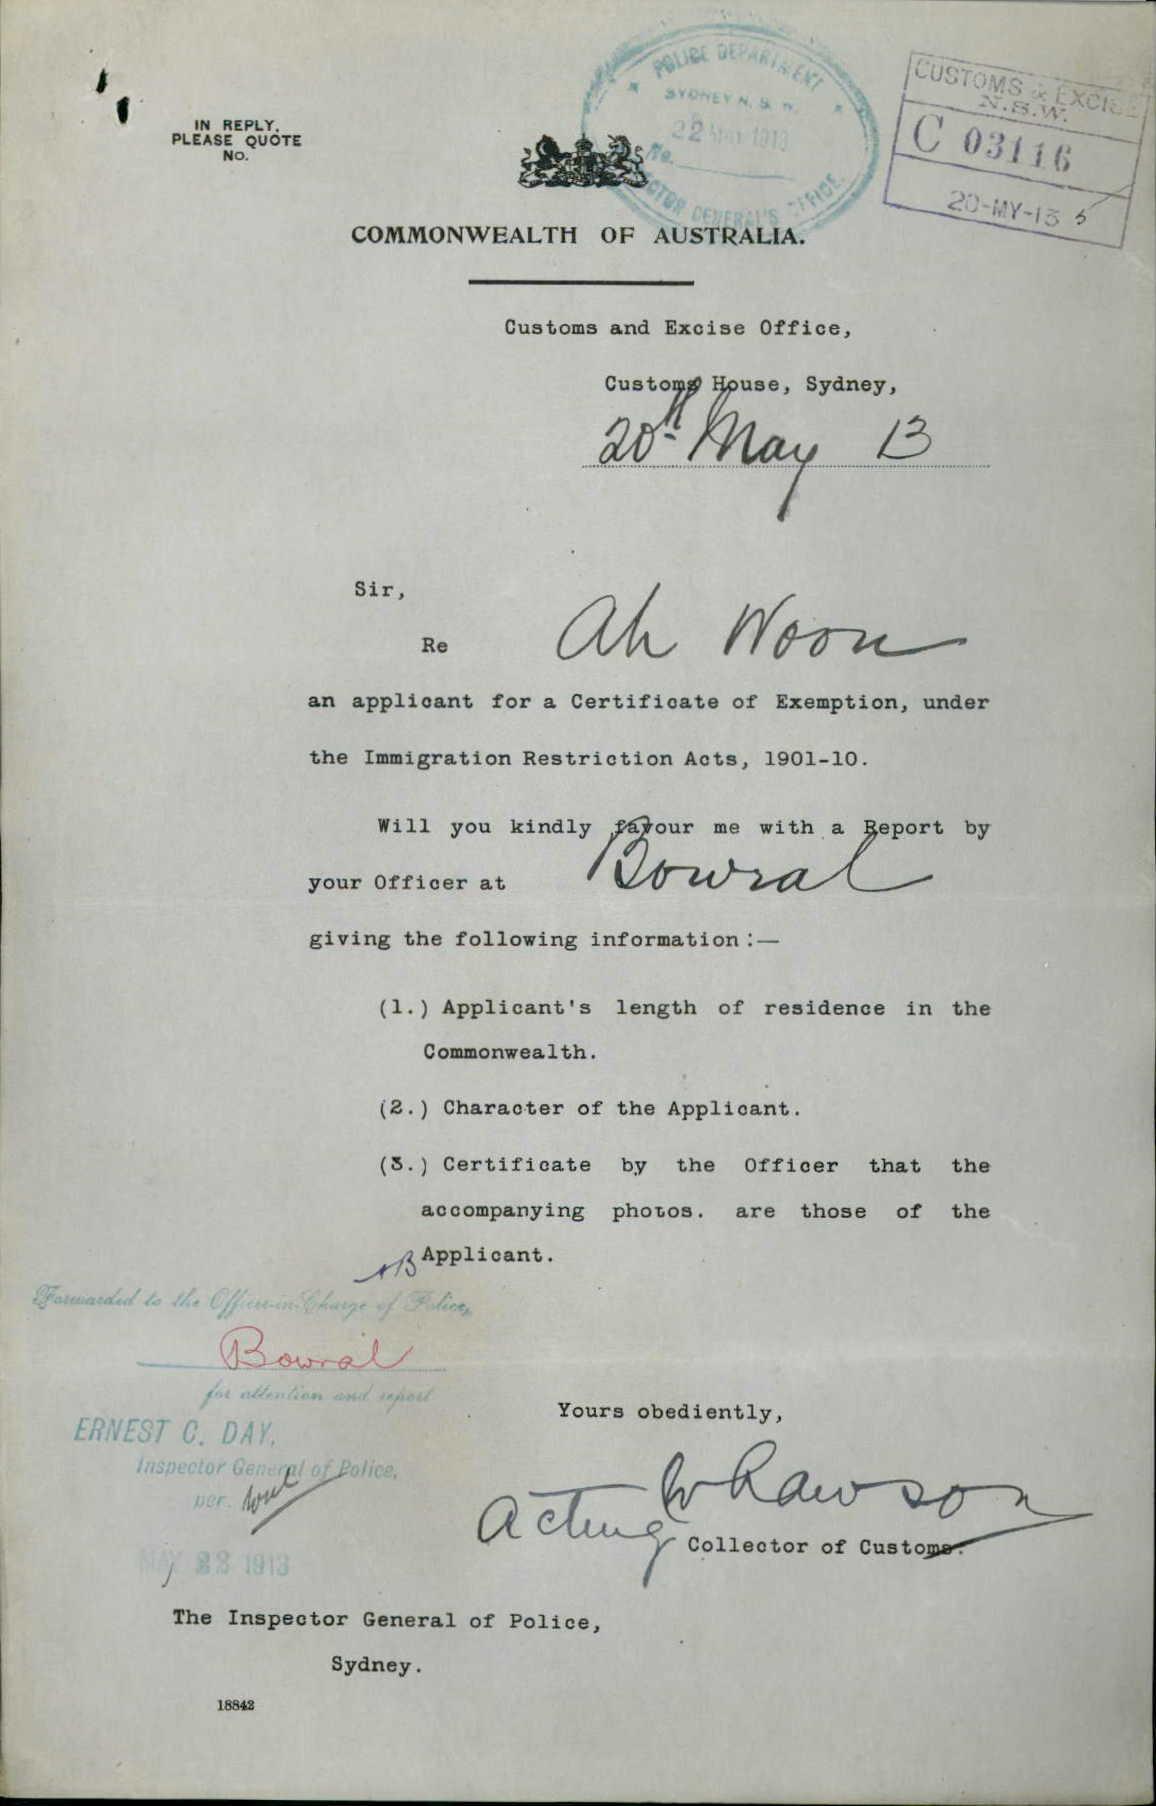 IN REPLY,
PLEASE QUOTE
No.
POLICE DEPARTMENT
SYDNEY N. S. W.
22 MAY 1913
No.
GENERAL'S OFFICE.
CUSTOMS & EXCISE
N.S.W.
C 03116
20-MY-13 5
COMMONWEALTH OF AUSTRALIA.
Customs and Excise Office,
Customs House, Sydney,
20th May 13
Sir,
Re Ah Woon
an applicant for a Certificate of Exemption, under
the Immigration Restriction Acts, 1901-10.
Will you kindly favour me with a Report by
your Officer at Bowral
giving the following information:—
(1.) Applicant's length of residence in the
Commonwealth.
(2.) Character of the Applicant.
(3.) Certificate by the Officer that the
accompanying photos. are those of the
Applicant.
Forwarded to the Officer-in-Charge of Police,
Bowral
for attention and report
ERNEST C. DAY,
Inspector General of Police,
per.
MAY 1913
Yours obediently,
W Rawson
Acting Collector of Customs.
The Inspector General of Police,
Sydney.
18842